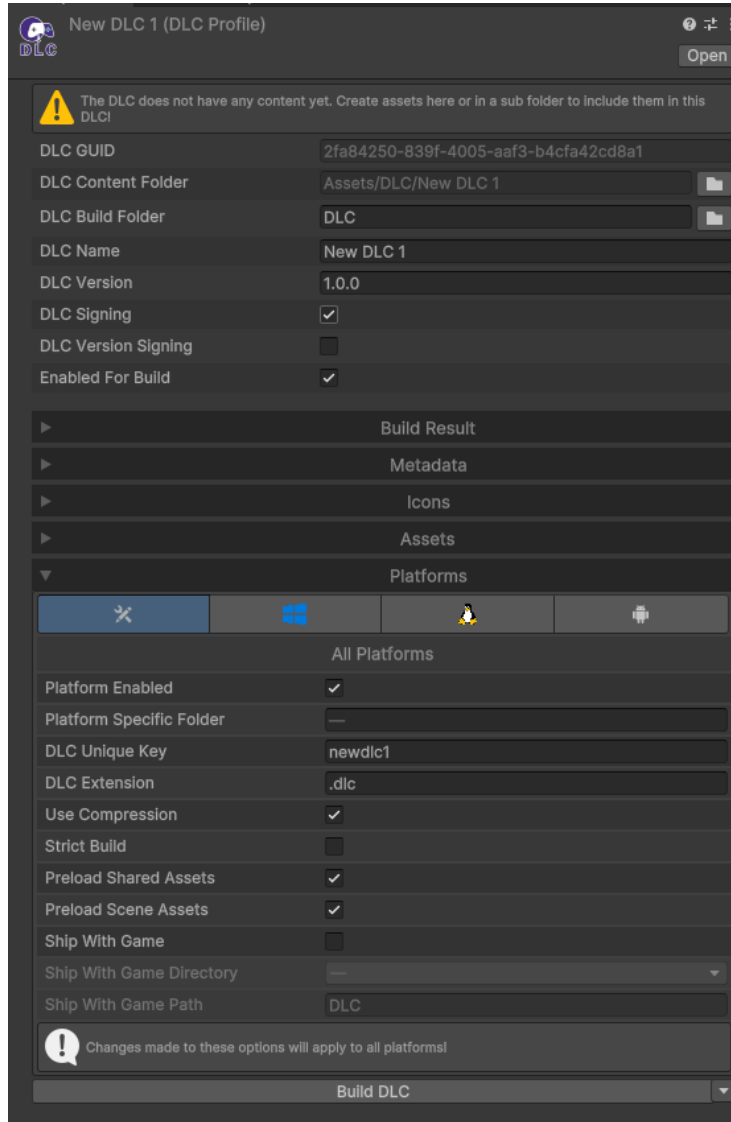 New DLC 1 (DLC Profile)
DLC
Open
The DLC does not have any content yet. Create assets here or in a sub folder to include them in this
DLC!
DLC GUID 2fa84250-839f-4005-aaf3-b4cfa42cd8a1
DLC Content Folder Assets/DLC/New DLC 1
DLC Build Folder DLC
DLC Name New DLC 1
DLC Version 1.0.0
DLC Signing
DLC Version Signing
Enabled For Build
Build Result
Metadata
Icons
Assets
Platforms
All Platforms
Platform Enabled
Platform Specific Folder —
DLC Unique Key newdlc1
DLC Extension .dlc
Use Compression
Strict Build
Preload Shared Assets
Preload Scene Assets
Ship With Game
Ship With Game Directory —
Ship With Game Path DLC
Changes made to these options will apply to all platforms!
Build DLC